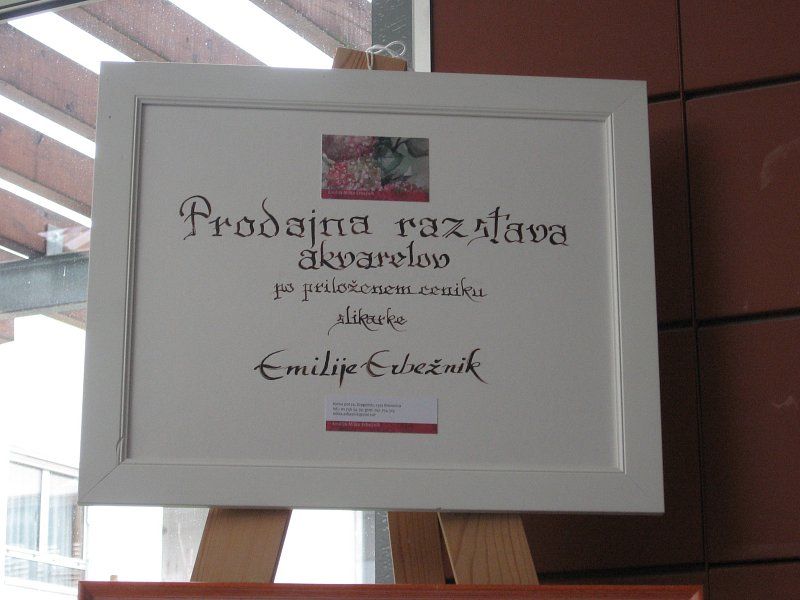 Prodajna razstava
akvarelov
po priloženem ceniku
slikarke
Emilije Erbežnik